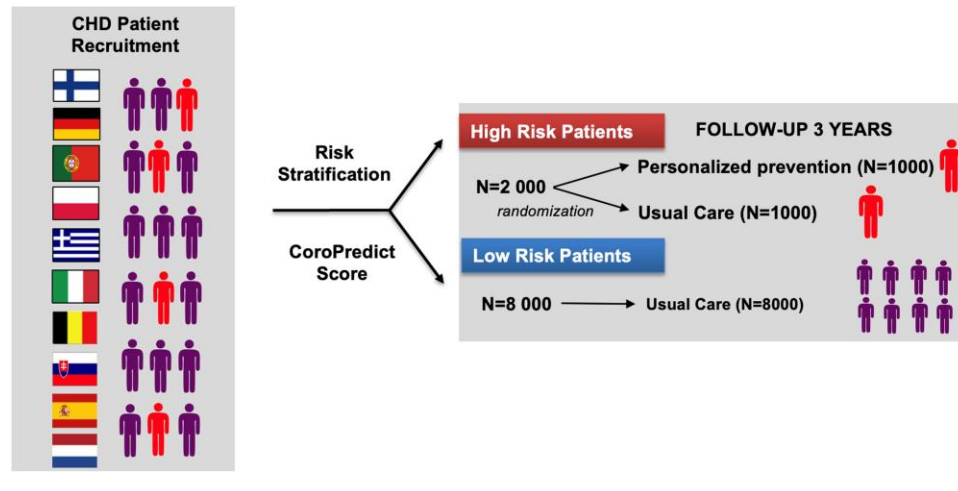 CHD Patient
Recruitment
Risk
Stratification
CoroPredict
Score
High Risk Patients
FOLLOW-UP 3 YEARS
N=2 000
randomization
Personalized prevention (N=1000)
Usual Care (N=1000)
Low Risk Patients
N=8 000
Usual Care (N=8000)